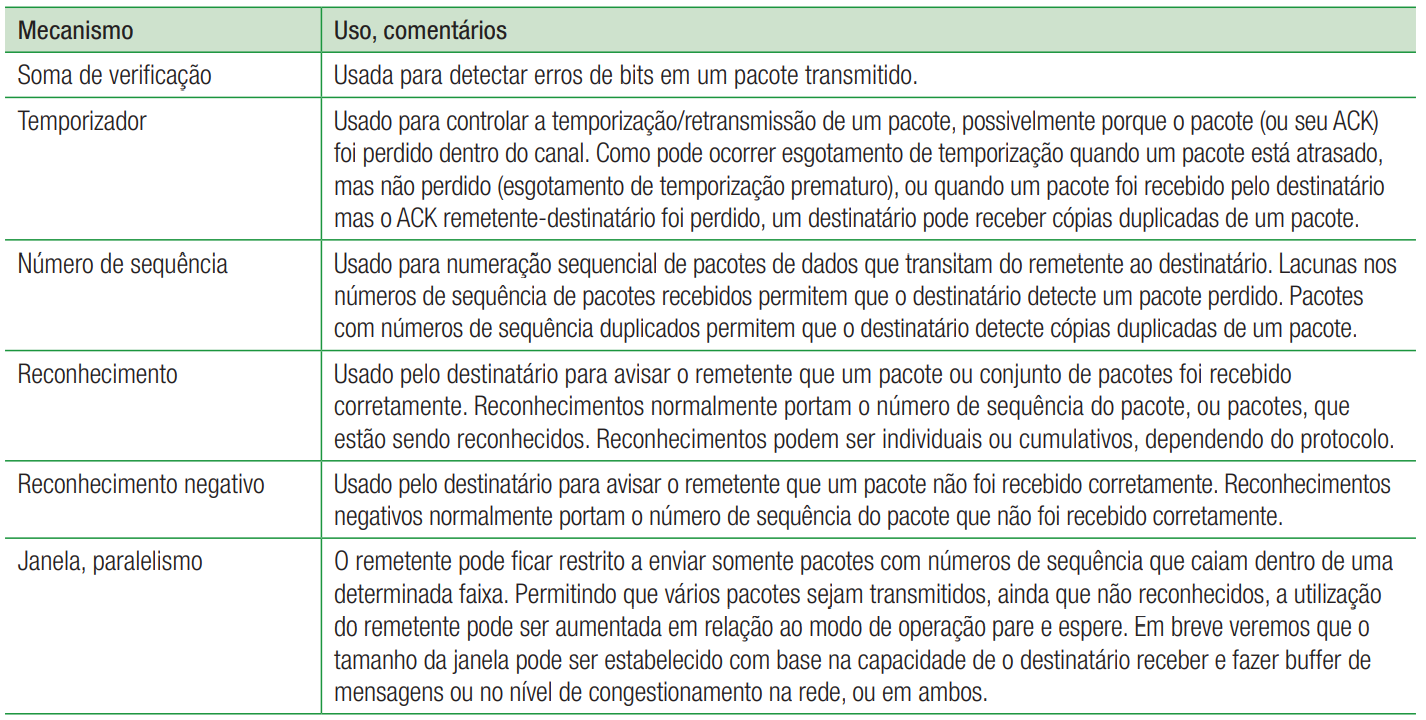 Mecanismo Uso, comentários
Soma de verificação Usada para detectar erros de bits em um pacote transmitido.
Temporizador Usado para controlar a temporização/retransmissão de um pacote, possivelmente porque o pacote (ou seu ACK)
foi perdido dentro do canal. Como pode ocorrer esgotamento de temporização quando um pacote está atrasado,
mas não perdido (esgotamento de temporização prematuro), ou quando um pacote foi recebido pelo destinatário
mas o ACK remetente-destinatário foi perdido, um destinatário pode receber cópias duplicadas de um pacote.
Número de sequência Usado para numeração sequencial de pacotes de dados que transitam do remetente ao destinatário. Lacunas nos
números de sequência de pacotes recebidos permitem que o destinatário detecte um pacote perdido. Pacotes
com números de sequência duplicados permitem que o destinatário detecte cópias duplicadas de um pacote.
Reconhecimento Usado pelo destinatário para avisar o remetente que um pacote ou conjunto de pacotes foi recebido
corretamente. Reconhecimentos normalmente portam o número de sequência do pacote, ou pacotes, que
estão sendo reconhecidos. Reconhecimentos podem ser individuais ou cumulativos, dependendo do protocolo.
Reconhecimento negativo Usado pelo destinatário para avisar o remetente que um pacote não foi recebido corretamente. Reconhecimentos
negativos normalmente portam o número de sequência do pacote que não foi recebido corretamente.
Janela, paralelismo O remetente pode ficar restrito a enviar somente pacotes com números de sequência que caiam dentro de uma
determinada faixa. Permitindo que vários pacotes sejam transmitidos, ainda que não reconhecidos, a utilização
do remetente pode ser aumentada em relação ao modo de operação pare e espere. Em breve veremos que o
tamanho da janela pode ser estabelecido com base na capacidade de o destinatário receber e fazer buffer de
mensagens ou no nível de congestionamento na rede, ou em ambos.